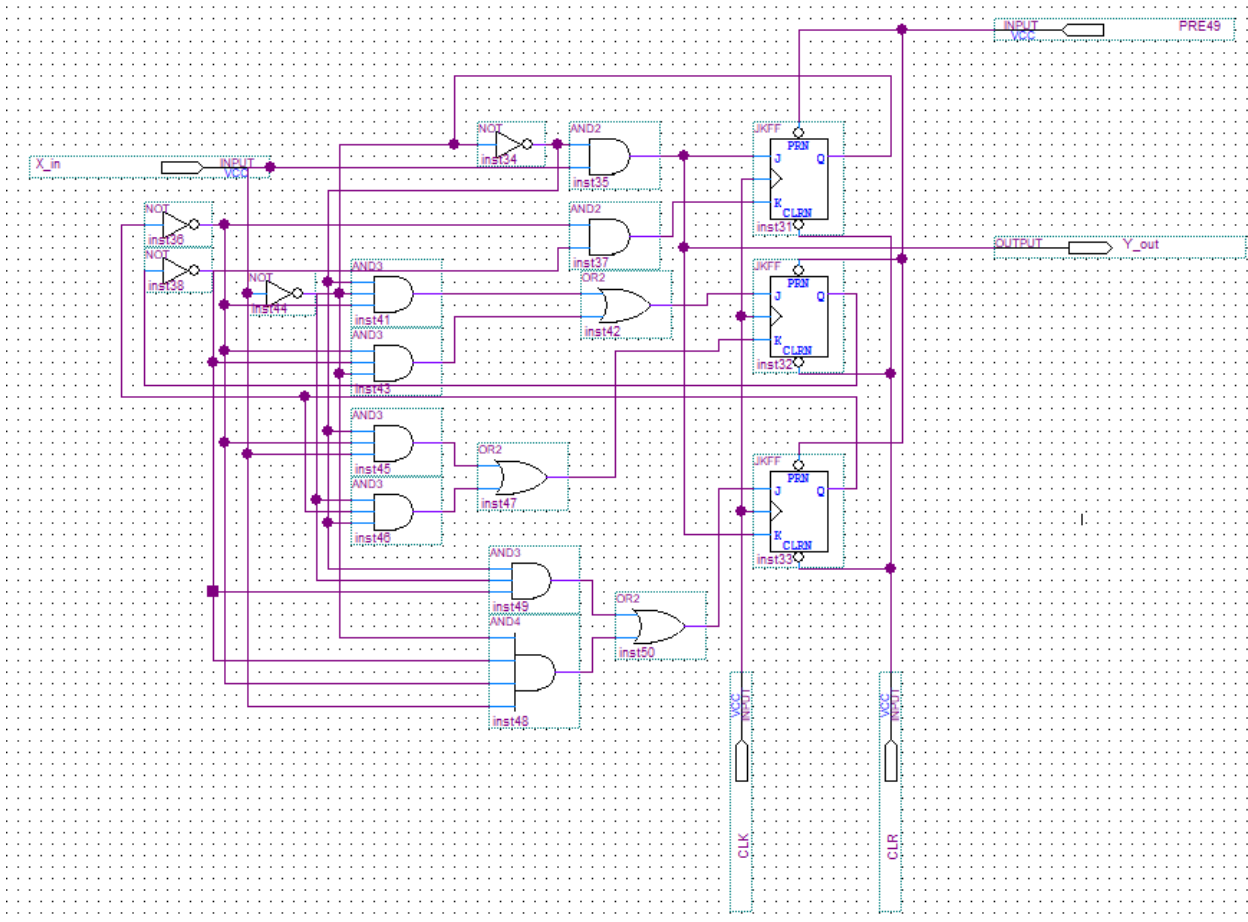 INPUT
VCC
PRE49
NOT
inst34
AND2
inst35
JKFF
PRN
J
Q
K
CLRN
inst31
X_in
INPUT
VCC
NOT
inst36
AND2
inst37
OUTPUT
Y_out
NOT
inst38
NOT
inst44
AND3
inst41
OR2
inst42
JKFF
PRN
J
Q
K
CLRN
inst32
AND3
inst43
AND3
inst45
OR2
inst47
JKFF
PRN
J
Q
K
CLRN
inst33
AND3
inst46
AND3
inst49
OR2
inst50
AND4
inst48
VCC
INPUT
CLK
VCC
INPUT
CLR